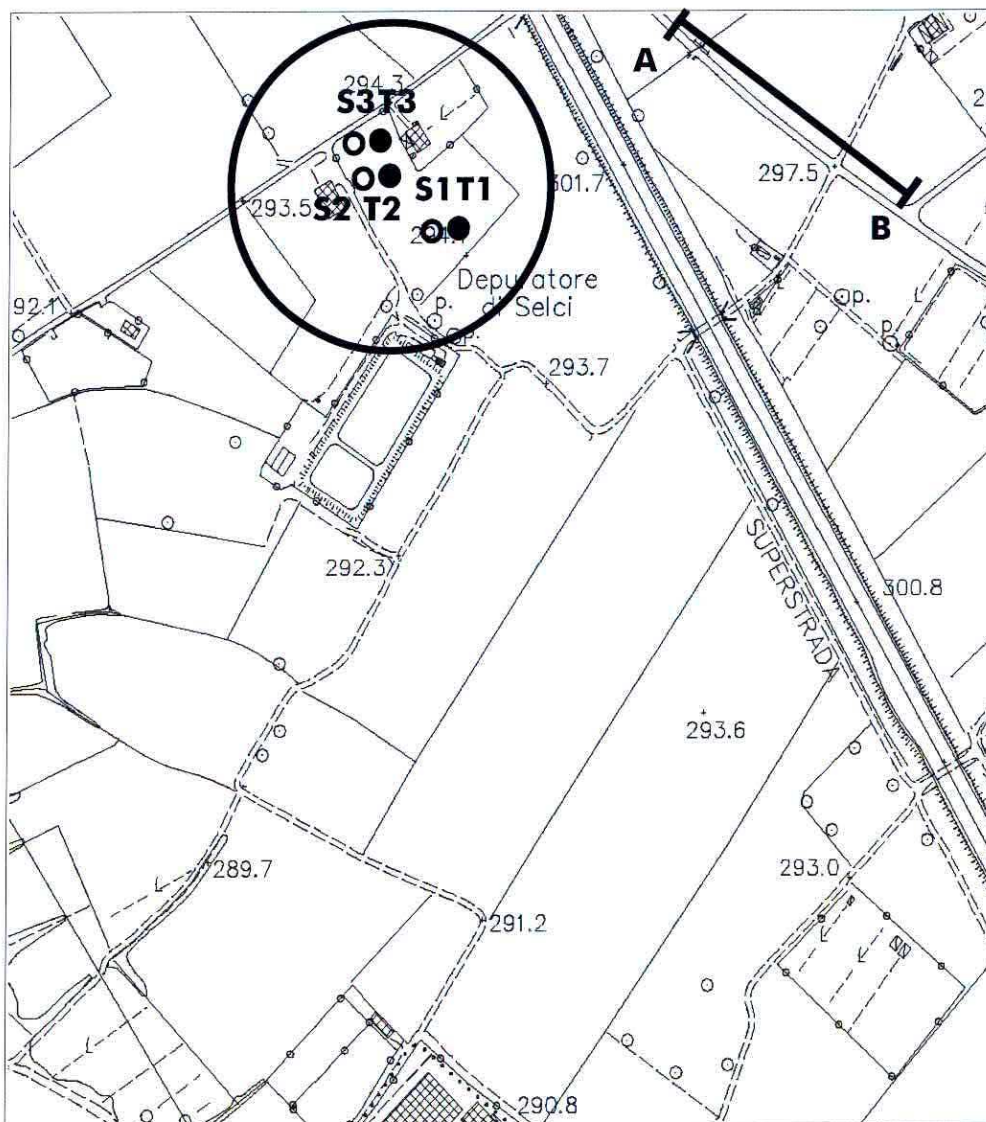 A
294.3
S3T3
297.5
S1T1
301.7
293.5
S2 T2
B
Depuratore
di Selci
p.
p.
92.1
p.
293.7
292.3
SUPERSTRADA
300.8
293.6
289.7
293.0
291.2
290.8